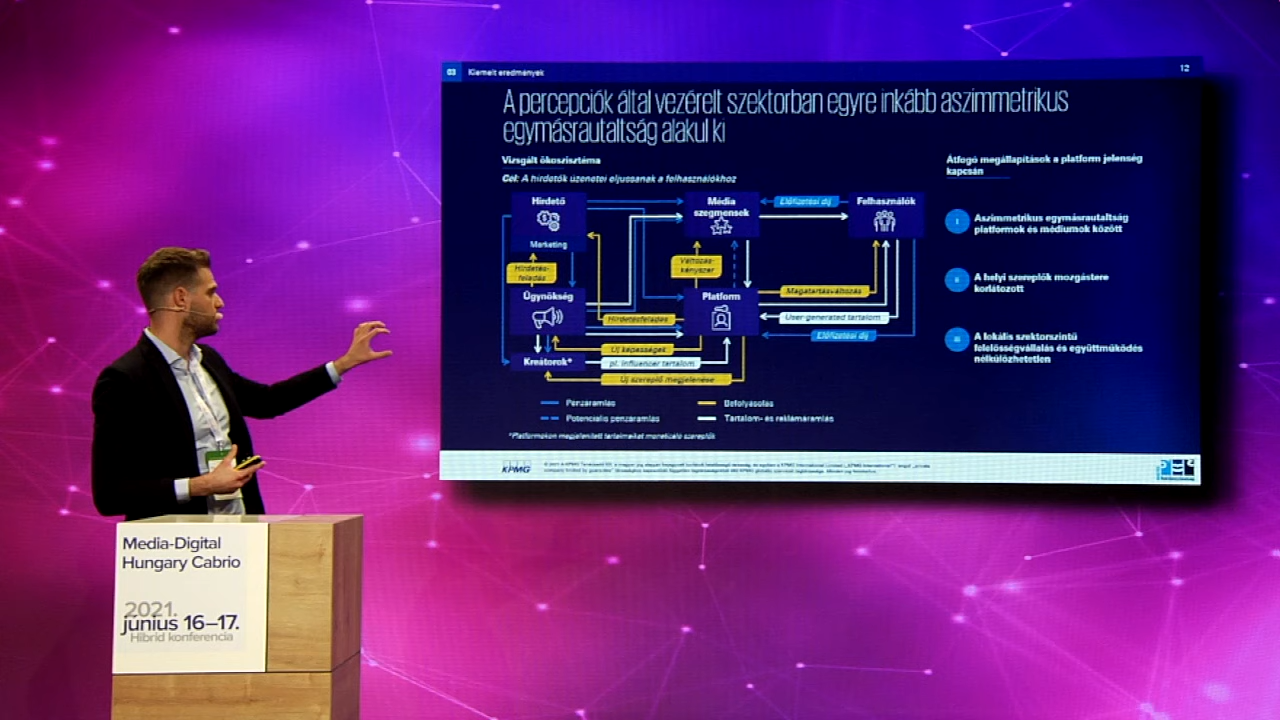 03 Kiemelt eredmények
12
A percepciók által vezérelt szektorban egyre inkább aszimmetrikus
egymásrautaltság alakul ki
Vizsgált ökoszisztéma
Cél: A hirdetők üzenetei eljussanak a felhasználókhoz
Hirdető
Marketing
Média
szegmensek
Előfizetési díj
Felhasználók
Hirdetés-
feladás
Változás-
kényszer
Ügynökség
Platform
Magatartásváltozás
Hirdetésfeladás
User generated tartalom
Előfizetési díj
Új képességek
Kreátorok*
pl. influencer tartalom
Új szereplő megjelenése
Pénzáramlás
Befolyásolás
Potenciális pénzáramlás
Tartalom- és reklámáramlás
*Platformokon megjelenített tartalmaikat monetizáló szereplők
Átfogó megállapítások a platform jelenség
kapcsán
I
Aszimmetrikus egymásrautaltság
platformok és médiumok között
II
A helyi szereplők mozgástere
korlátozott
III
A lokális szektorszintű
felelősségvállalás és együttműködés
nélkülözhetetlen
KPMG
Media-Digital
Hungary Cabrio
2021.
június 16–17.
Hibrid konferencia